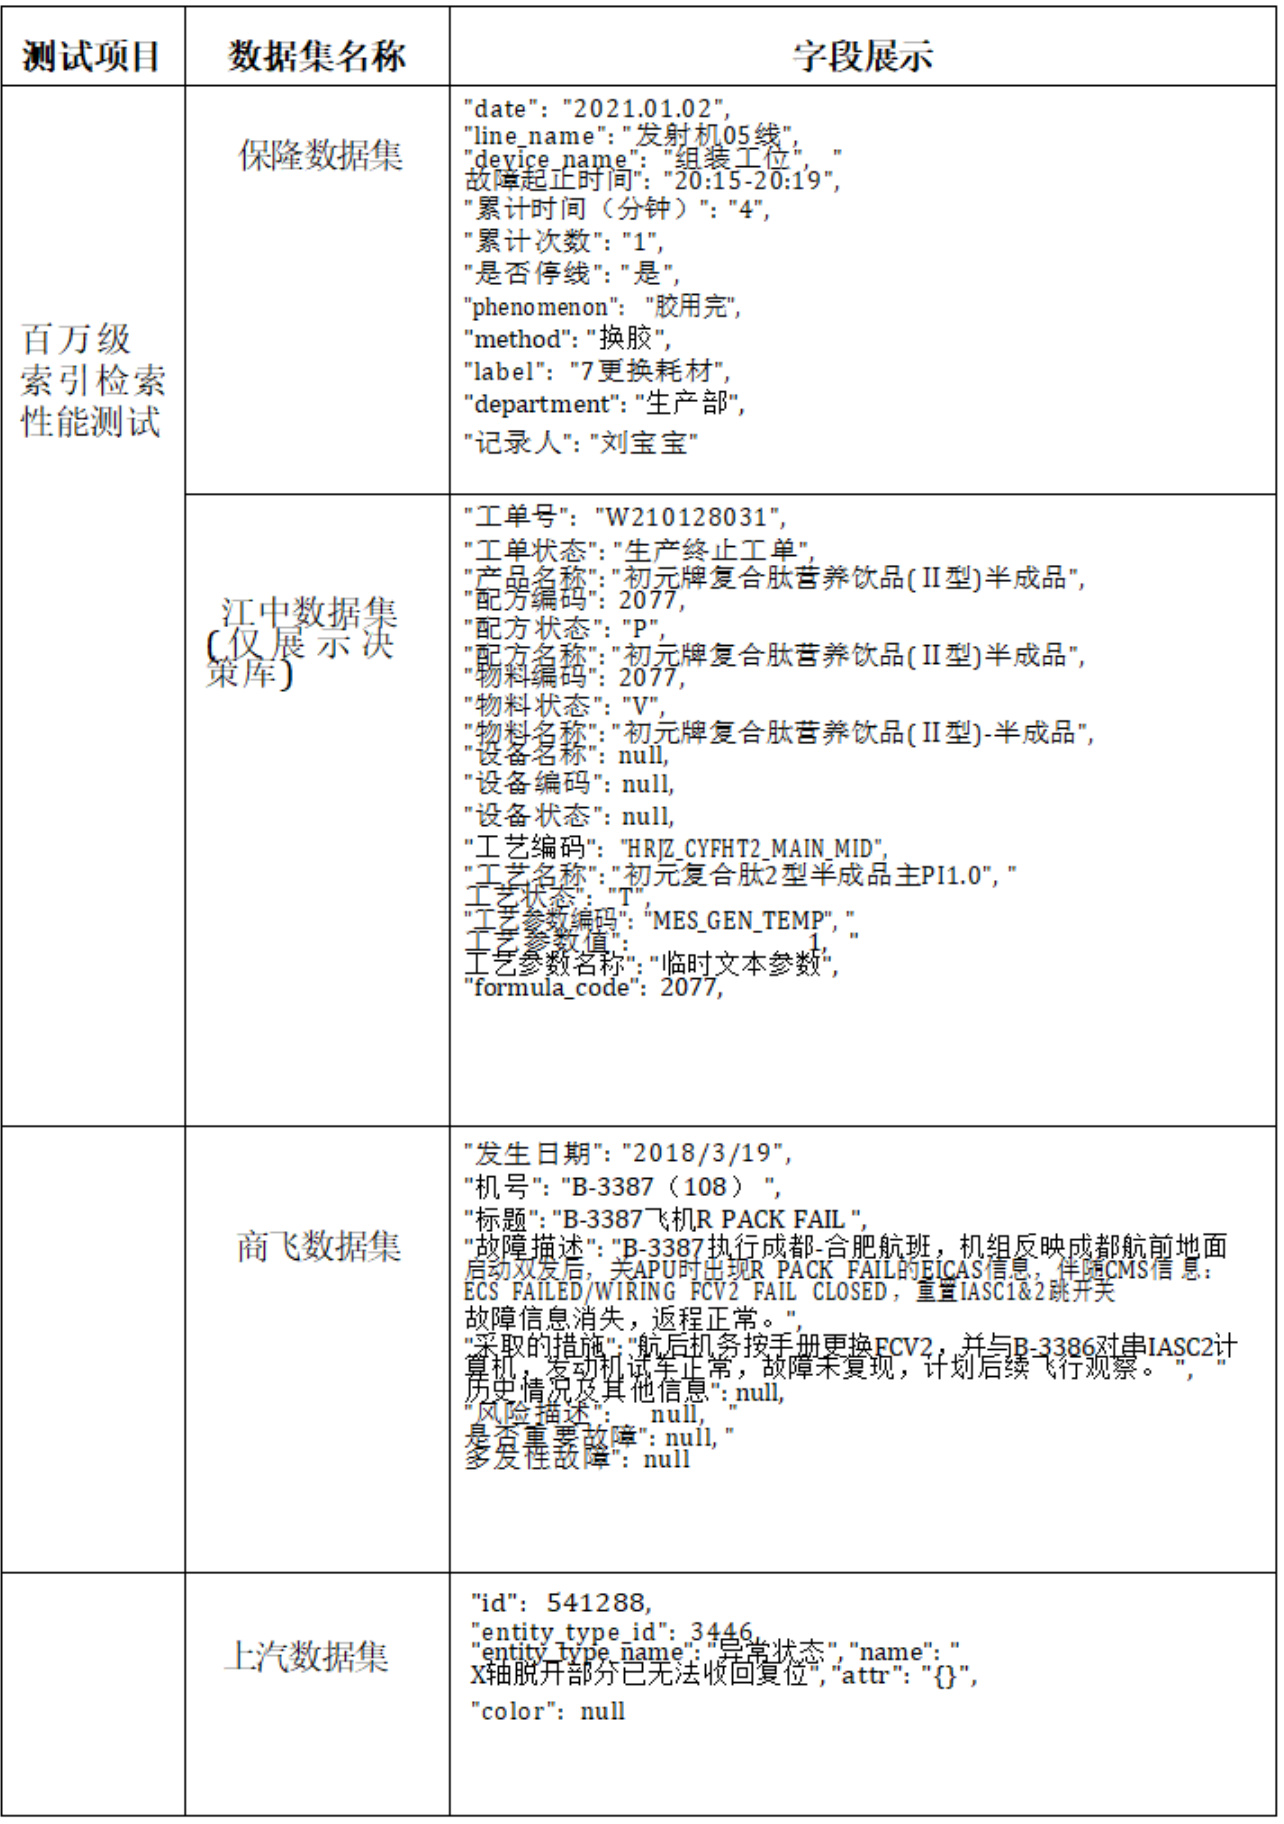 测试项目
数据集名称
字段展示
百万级
索引检索
性能测试
保隆数据集
"date": "2021.01.02",
"line_name": "发射机05线",
"device_name": "组装工位", "
故障起止时间": "20:15-20:19",
"累计时间（分钟）": "4",
"累计次数": "1",
"是否停线": "是",
"phenomenon": "胶用完",
"method": "换胶",
"label": "7更换耗材",
"department": "生产部",
"记录人": "刘宝宝"
江中数据集
(仅展示决
策库)
"工单号": "W210128031",
"工单状态": "生产终止工单",
"产品名称": "初元牌复合肽营养饮品(Ⅱ型)半成品",
"配方编码": 2077,
"配方状态": "P",
"配方名称": "初元牌复合肽营养饮品(Ⅱ型)半成品",
"物料编码": 2077,
"物料状态": "V",
"物料名称": "初元牌复合肽营养饮品(Ⅱ型)-半成品",
"设备名称": null,
"设备编码": null,
"设备状态": null,
"工艺编码": "HRJZ_CYFHT2_MAIN_MID",
"工艺名称": "初元复合肽2型半成品主PI1.0", "
工艺状态": "T",
"工艺参数编码": "MES_GEN_TEMP", "
工艺参数值": 1, "
工艺参数名称": "临时文本参数",
"formula_code": 2077,
商飞数据集
"发生日期": "2018/3/19",
"机号": "B-3387（108） ",
"标题": "B-3387飞机R PACK FAIL ",
"故障描述": "B-3387执行成都-合肥航班，机组反映成都航前地面
启动双发后，关APU时出现R PACK FAIL的EICAS信息，伴随CMS信息：
ECS FAILED/WIRING FCV2 FAIL CLOSED，重置IASC1&2跳开关
故障信息消失，返程正常。",
"采取的措施": "航后机务按手册更换FCV2，并与B-3386对串IASC2计
算机，发动机试车正常，故障未复现，计划后续飞行观察。 ", "
历史情况及其他信息": null,
"风险描述": null, "
是否重要故障": null, "
多发性故障": null
上汽数据集
"id": 541288,
"entity_type_id": 3446,
"entity_type_name": "异常状态", "name": "
X轴脱开部分已无法收回复位", "attr": "{}",
"color": null